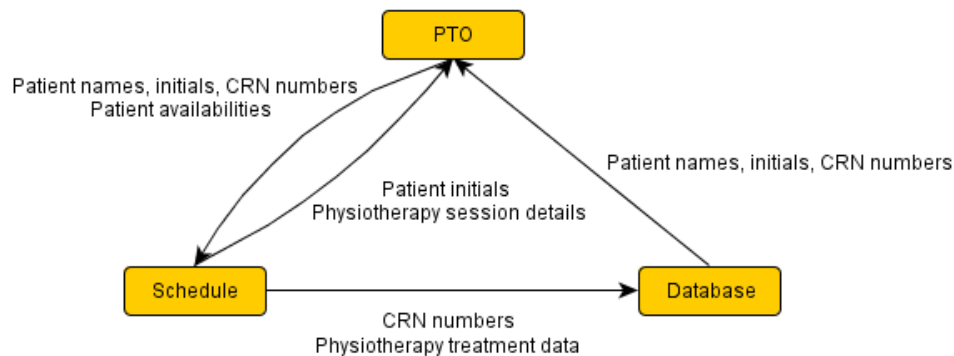 PTO
Patient names, initials, CRN numbers
Patient availabilities
Patient names, initials, CRN numbers
Patient initials
Physiotherapy session details
Schedule
Database
CRN numbers
Physiotherapy treatment data